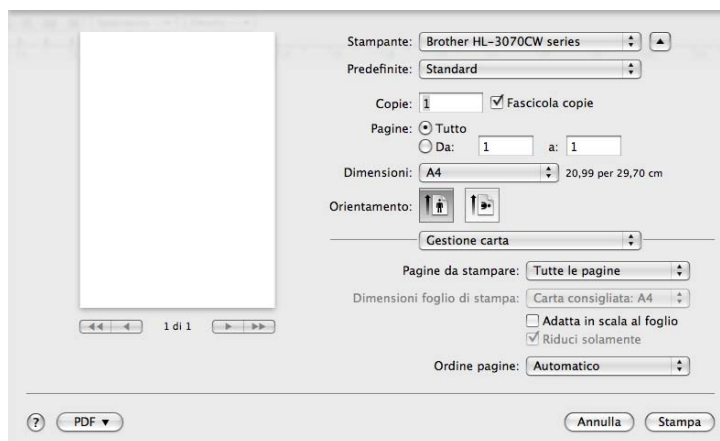 Stampante: Brother HL-3070CW series
Predefinite: Standard
Copie: 1 Fascicola copie
Pagine: Tutto
Da: 1 a: 1
Dimensioni: A4 20,99 per 29,70 cm
Orientamento:
Gestione carta
Pagine da stampare: Tutte le pagine
Dimensioni foglio di stampa: Carta consigliata: A4
Adatta in scala al foglio
1 di 1
Riduci solamente
Ordine pagine: Automatico
? PDF Annulla Stampa